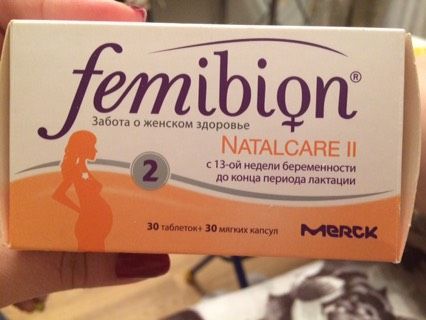 femibion®
Забота о женском здоровье
NATALCARE II
2
с 13-ой недели беременности
до конца периода лактации
30 таблеток+ 30 мягких капсул
Merck